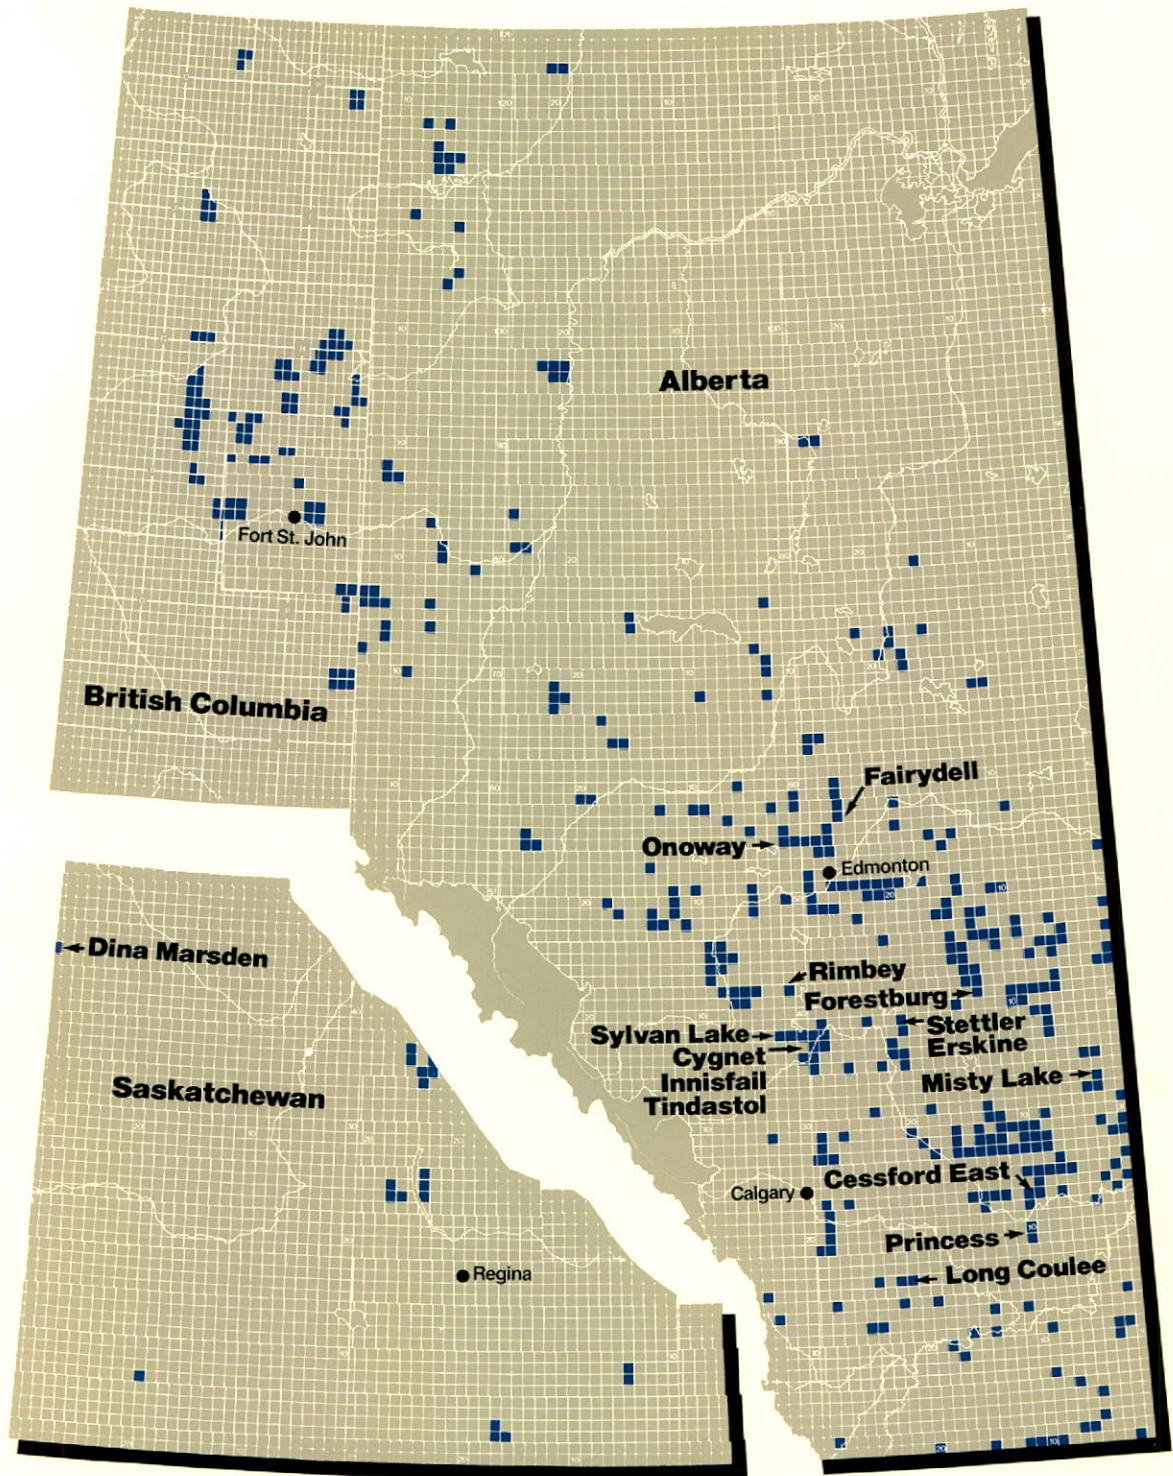 Alberta
Fort St. John
British Columbia
Fairydell
Onoway
Edmonton
Dina Marsden
Rimbey
Forestburg
Sylvan Lake
Stettler
Erskine
Cygnet
Innisfail
Tindastol
Misty Lake
Saskatchewan
Cessford East
Calgary
Princess
Regina
Long Coulee